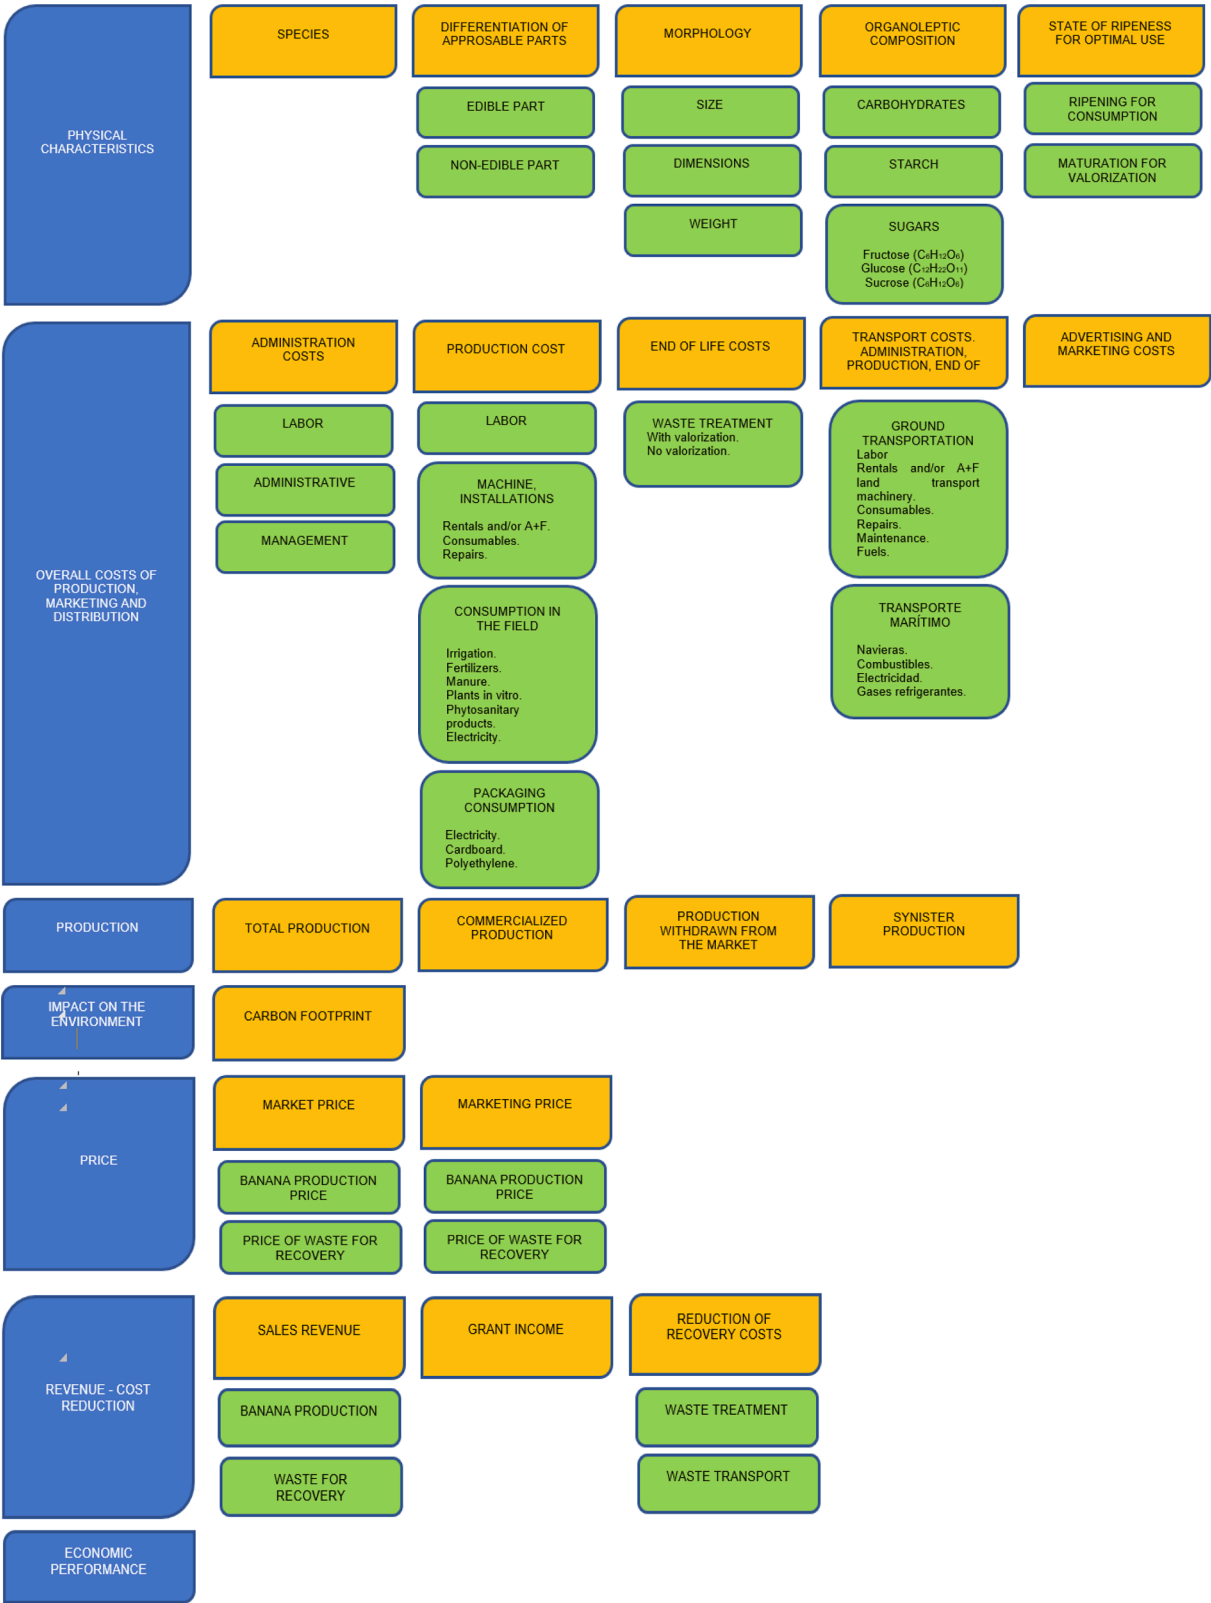 PHYSICAL
CHARACTERISTICS
SPECIES
DIFFERENTIATION OF
APPROSABLE PARTS
EDIBLE PART
NON-EDIBLE PART
MORPHOLOGY
SIZE
DIMENSIONS
WEIGHT
ORGANOLEPTIC
COMPOSITION
CARBOHYDRATES
STARCH
SUGARS
Fructose (C₆H₁₂O₆)
Glucose (C₁₂H₂₂O₁₁)
Sucrose (C₆H₁₂O₆)
STATE OF RIPENESS
FOR OPTIMAL USE
RIPENING FOR
CONSUMPTION
MATURATION FOR
VALORIZATION
OVERALL COSTS OF
PRODUCTION,
MARKETING AND
DISTRIBUTION
ADMINISTRATION
COSTS
LABOR
ADMINISTRATIVE
MANAGEMENT
PRODUCTION COST
LABOR
MACHINE,
INSTALLATIONS
Rentals and/or A+F.
Consumables.
Repairs.
CONSUMPTION IN
THE FIELD
Irrigation.
Fertilizers.
Manure.
Plants in vitro.
Phytosanitary
products.
Electricity.
PACKAGING
CONSUMPTION
Electricity.
Cardboard.
Polyethylene.
END OF LIFE COSTS
WASTE TREATMENT
With valorization.
No valorization.
TRANSPORT COSTS.
ADMINISTRATION,
PRODUCTION, END OF
GROUND
TRANSPORTATION
Labor
Rentals and/or A+F
land transport
machinery.
Consumables.
Repairs.
Maintenance.
Fuels.
TRANSPORTE
MARÍTIMO
Navieras.
Combustibles.
Electricidad.
Gases refrigerantes.
ADVERTISING AND
MARKETING COSTS
PRODUCTION
TOTAL PRODUCTION
COMMERCIALIZED
PRODUCTION
PRODUCTION
WITHDRAWN FROM
THE MARKET
SYNISTER
PRODUCTION
IMPACT ON THE
ENVIRONMENT
CARBON FOOTPRINT
PRICE
MARKET PRICE
BANANA PRODUCTION
PRICE
PRICE OF WASTE FOR
RECOVERY
MARKETING PRICE
BANANA PRODUCTION
PRICE
PRICE OF WASTE FOR
RECOVERY
REVENUE - COST
REDUCTION
SALES REVENUE
BANANA PRODUCTION
WASTE FOR
RECOVERY
GRANT INCOME
REDUCTION OF
RECOVERY COSTS
WASTE TREATMENT
WASTE TRANSPORT
ECONOMIC
PERFORMANCE